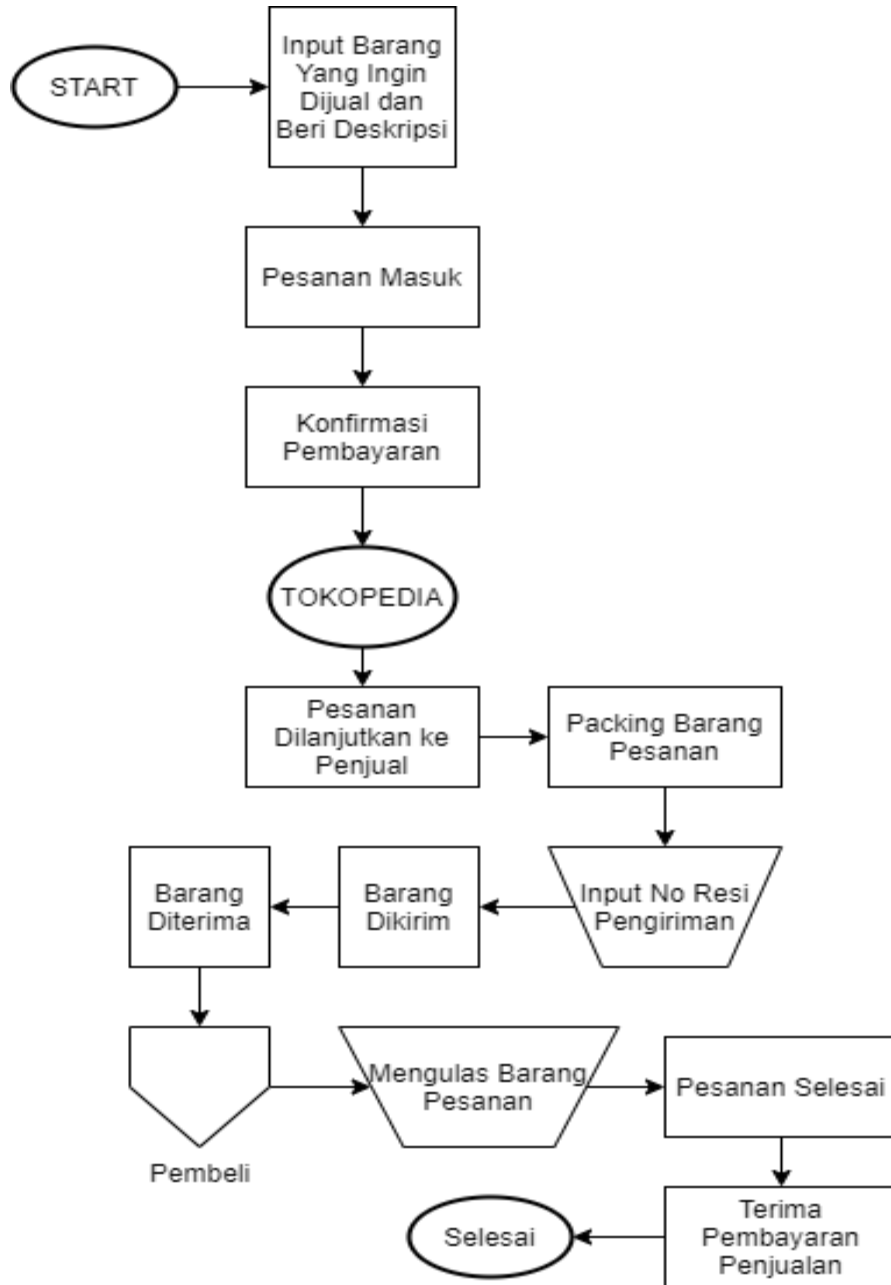 START
Input Barang
Yang Ingin
Dijual dan
Beri Deskripsi
Pesanan Masuk
Konfirmasi
Pembayaran
TOKOPEDIA
Pesanan
Dilanjutkan ke
Penjual
Packing Barang
Pesanan
Input No Resi
Pengiriman
Barang
Dikirim
Barang
Diterima
Pembeli
Mengulas Barang
Pesanan
Pesanan Selesai
Terima
Pembayaran
Penjualan
Selesai